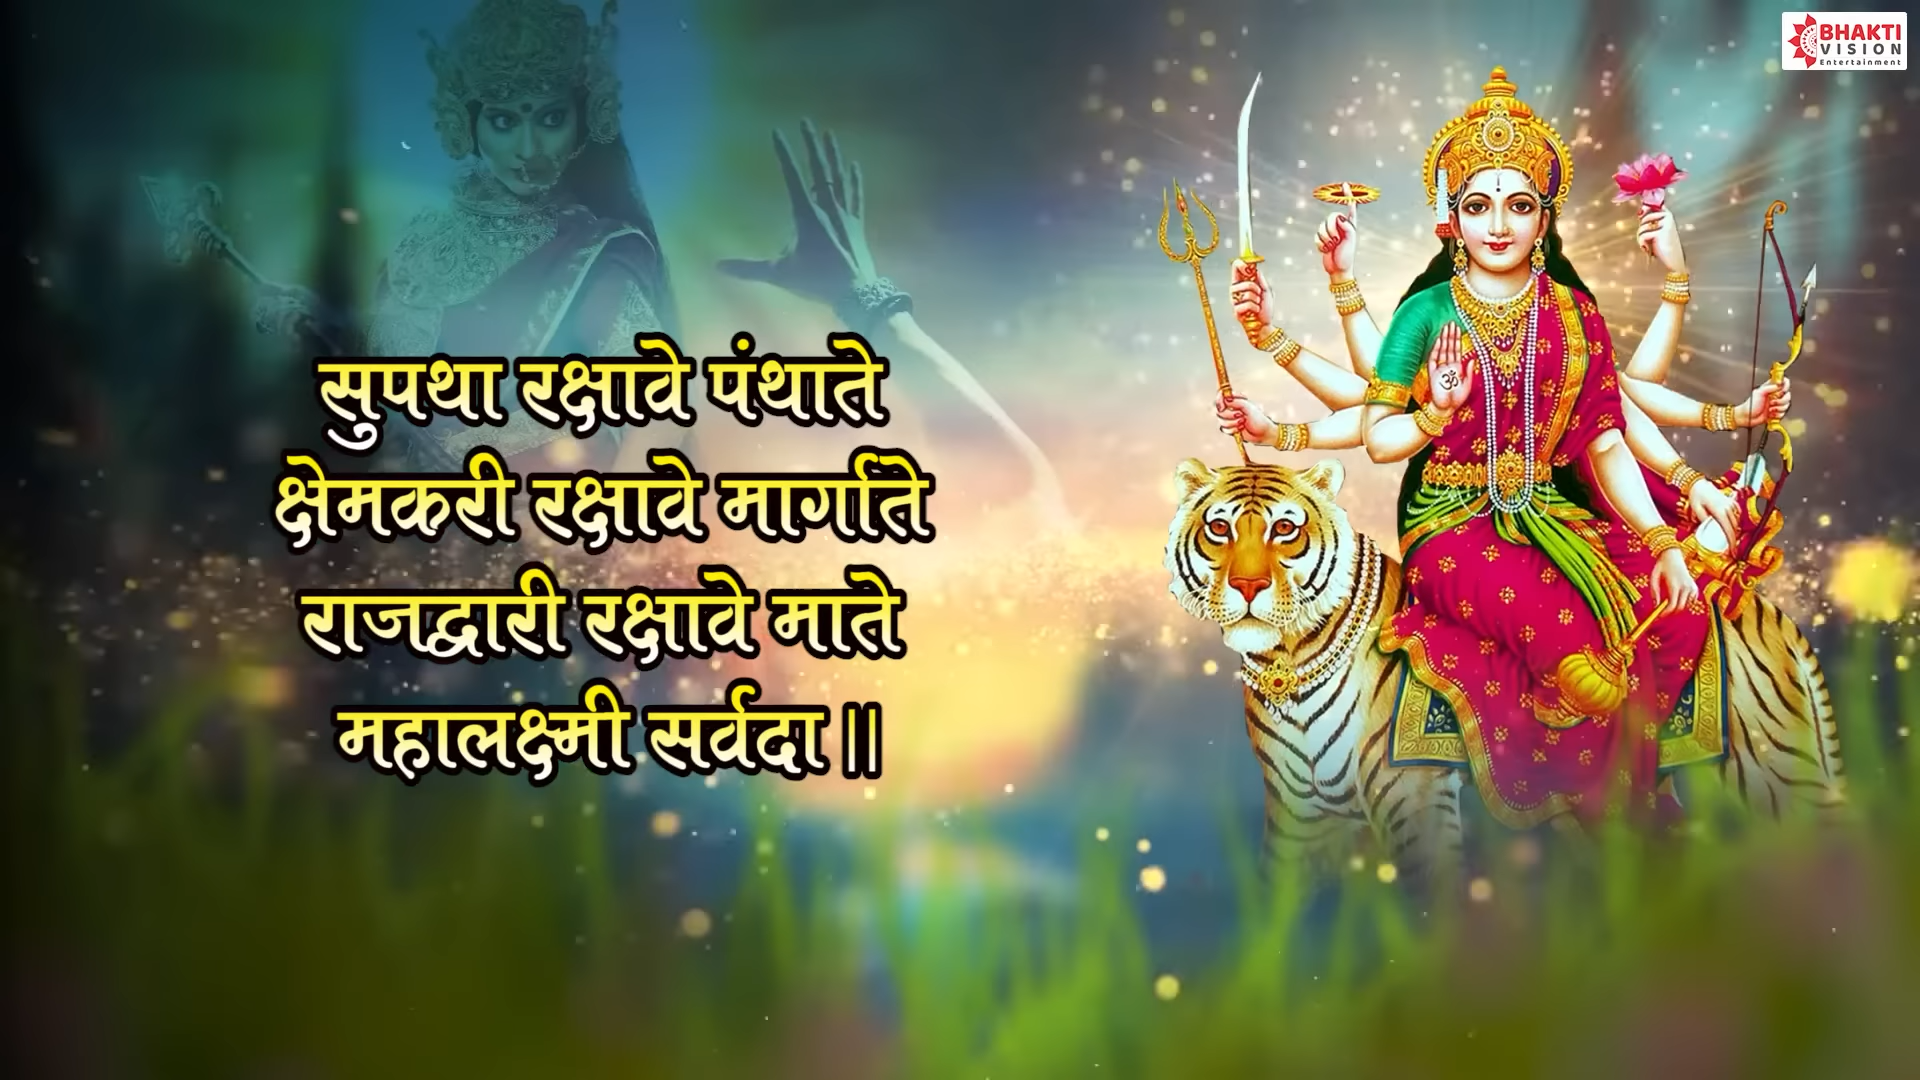 BHAKTI
VISION
Entertainment
सुपथा रक्षावे पंथाते
क्षेमकरी रक्षावे मार्गाते
राजद्वारी रक्षावे माते
महालक्ष्मी सर्वदा ॥
ॐ